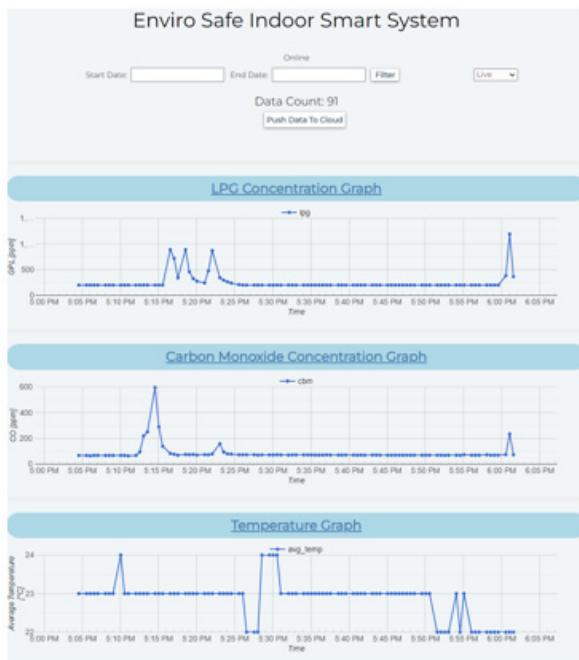 Enviro Safe Indoor Smart System
Online
Start Date: End Date: Filter Live
Data Count: 91
Push Data To Cloud
LPG Concentration Graph
lpg
1,...
1,...
500
0
GPL [ppm]
5:00 PM 5:05 PM 5:10 PM 5:15 PM 5:20 PM 5:25 PM 5:30 PM 5:35 PM 5:40 PM 5:45 PM 5:50 PM 5:55 PM 6:00 PM 6:05 PM
Time
Carbon Monoxide Concentration Graph
cbm
600
400
200
0
CO [ppm]
5:00 PM 5:05 PM 5:10 PM 5:15 PM 5:20 PM 5:25 PM 5:30 PM 5:35 PM 5:40 PM 5:45 PM 5:50 PM 5:55 PM 6:00 PM 6:05 PM
Time
Temperature Graph
avg_temp
24
23
22
Average Temperature
[°C]
5:00 PM 5:05 PM 5:10 PM 5:15 PM 5:20 PM 5:25 PM 5:30 PM 5:35 PM 5:40 PM 5:45 PM 5:50 PM 5:55 PM 6:00 PM 6:05 PM
Time